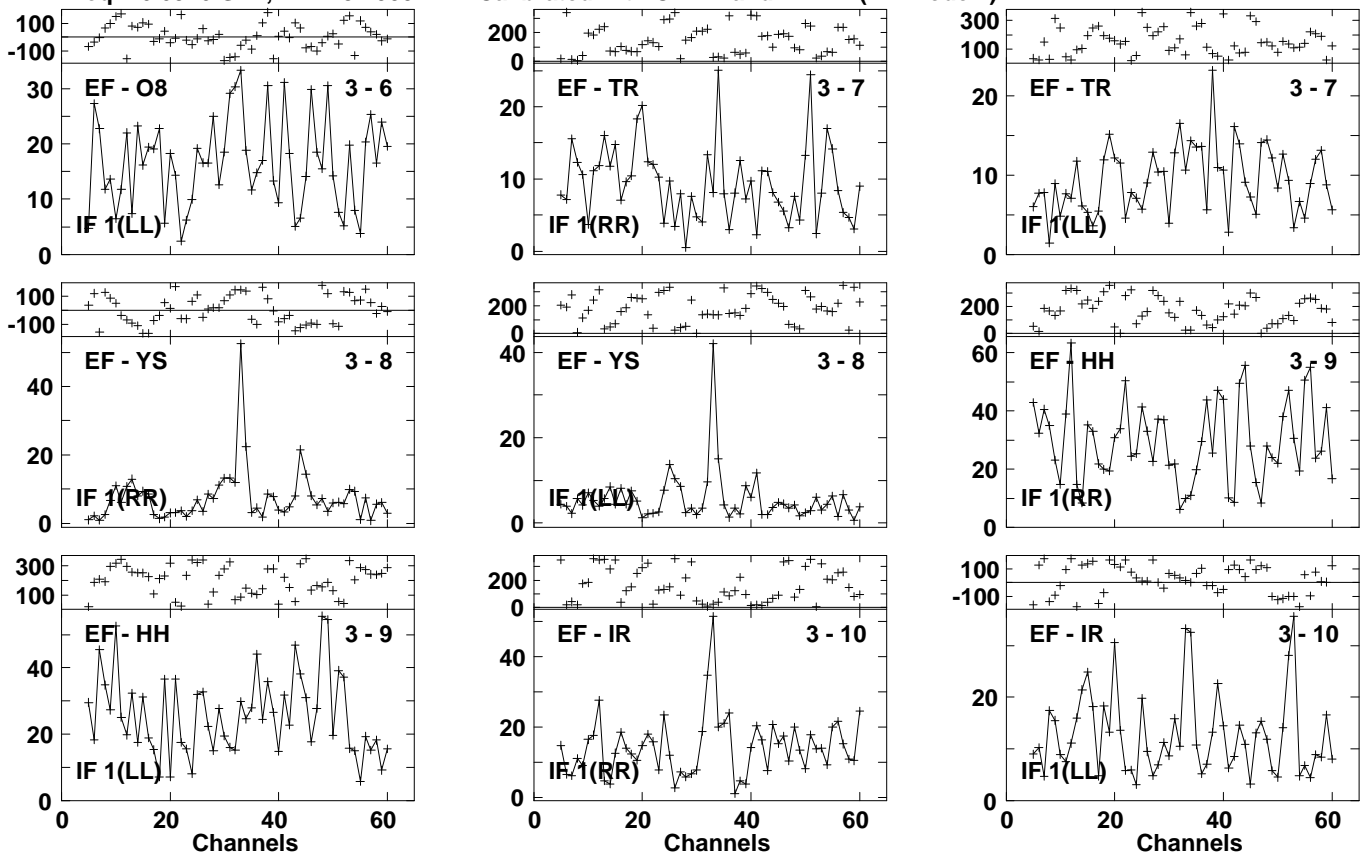 100
-100
30
20
10
0
EF - O8 3 - 6
IF 1(LL)
200
0
20
10
0
EF - TR 3 - 7
IF 1(RR)
300
100
20
0
EF - TR 3 - 7
IF 1(LL)
100
-100
40
20
0
EF - YS 3 - 8
IF 1(RR)
200
0
40
20
0
EF - YS 3 - 8
IF 1(LL)
200
0
60
40
20
0
EF - HH 3 - 9
IF 1(RR)
300
100
40
20
0
EF - HH 3 - 9
IF 1(LL)
0 20 40 60
Channels
200
0
40
20
0
EF - IR 3 - 10
IF 1(RR)
0 20 40 60
Channels
100
-100
20
0
EF - IR 3 - 10
IF 1(LL)
0 20 40 60
Channels